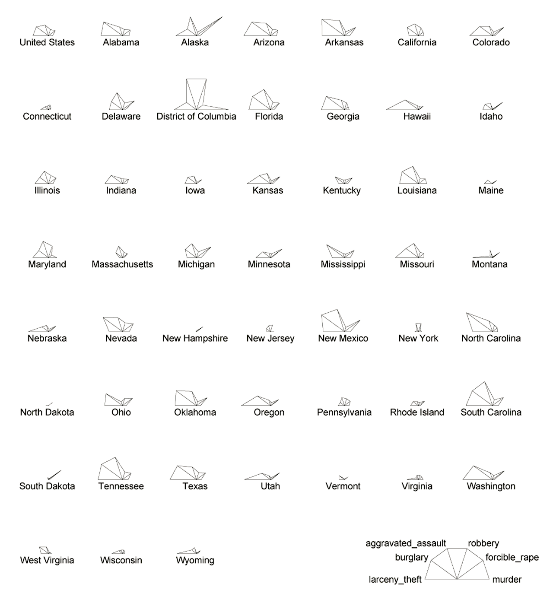 United States Alabama Alaska Arizona Arkansas California Colorado
Connecticut Delaware District of Columbia Florida Georgia Hawaii Idaho
Illinois Indiana Iowa Kansas Kentucky Louisiana Maine
Maryland Massachusetts Michigan Minnesota Mississippi Missouri Montana
Nebraska Nevada New Hampshire New Jersey New Mexico New York North Carolina
North Dakota Ohio Oklahoma Oregon Pennsylvania Rhode Island South Carolina
South Dakota Tennessee Texas Utah Vermont Virginia Washington
West Virginia Wisconsin Wyoming
aggravated_assault robbery
burglary forcible_rape
larceny_theft murder